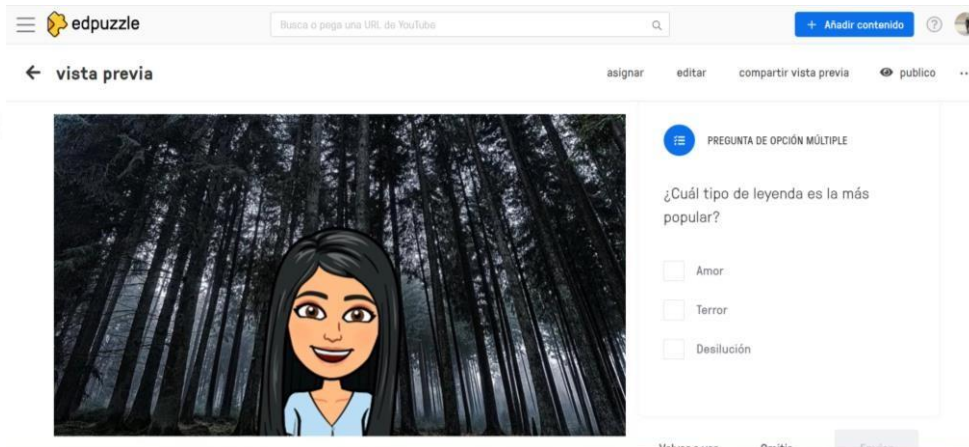 edpuzzle
Busca o pega una URL de YouTube
+ Añadir contenido
?
← vista previa
asignar
editar
compartir vista previa
publico
PREGUNTA DE OPCIÓN MÚLTIPLE
¿Cuál tipo de leyenda es la más
popular?
Amor
Terror
Desilución